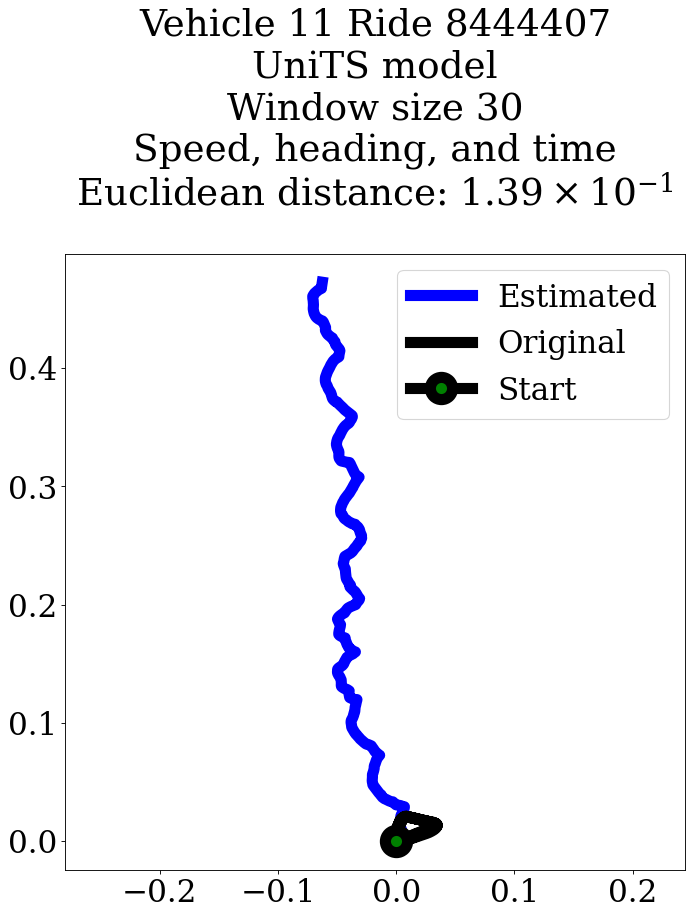 Vehicle 11 Ride 8444407
UniTS model
Window size 30
Speed, heading, and time
Euclidean distance: 1.39 × 10⁻¹
Estimated
Original
Start
0.4
0.3
0.2
0.1
0.0
−0.2 −0.1 0.0 0.1 0.2